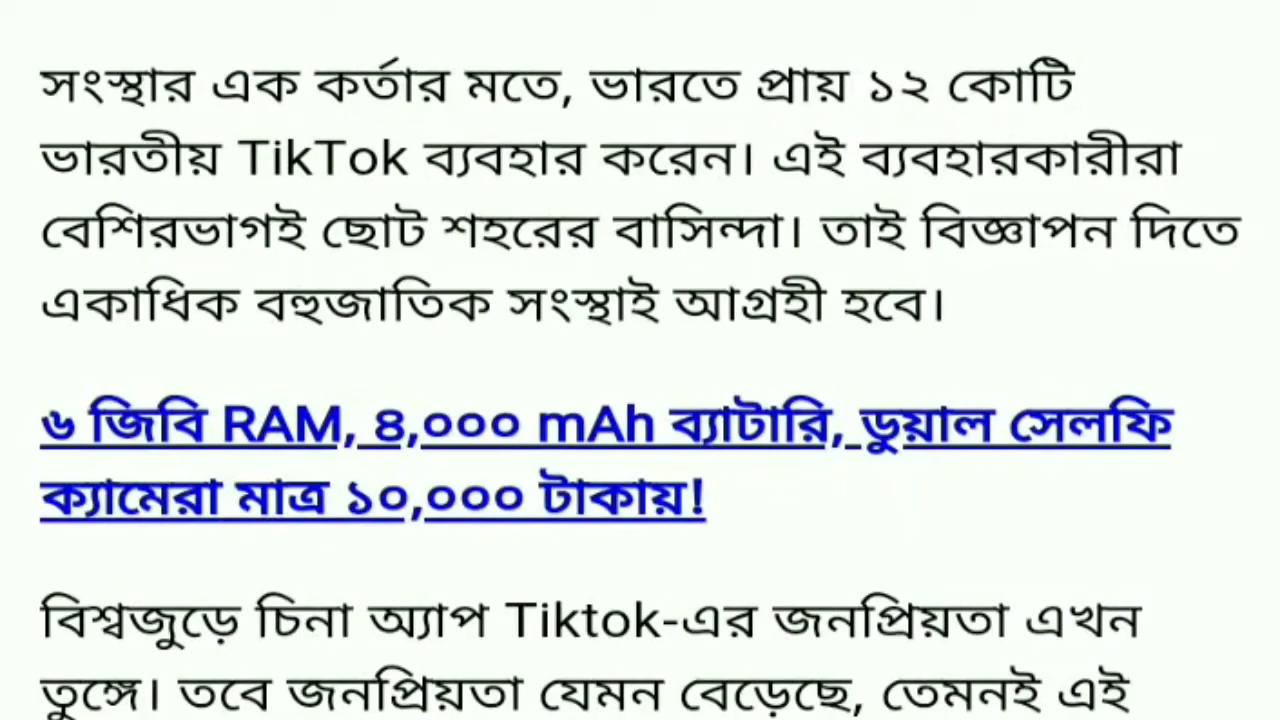 সংস্থার এক কর্তার মতে, ভারতে প্রায় ১২ কোটি
ভারতীয় TikTok ব্যবহার করেন। এই ব্যবহারকারীরা
বেশিরভাগই ছোট শহরের বাসিন্দা। তাই বিজ্ঞাপন দিতে
একাধিক বহুজাতিক সংস্থাই আগ্রহী হবে।
৬ জিবি RAM, ৪,০০০ mAh ব্যাটারি, ডুয়াল সেলফি
ক্যামেরা মাত্র ১০,০০০ টাকায়!
বিশ্বজুড়ে চিনা অ্যাপ Tiktok-এর জনপ্রিয়তা এখন
তুঙ্গে। তবে জনপ্রিয়তা যেমন বেড়েছে, তেমনই এই